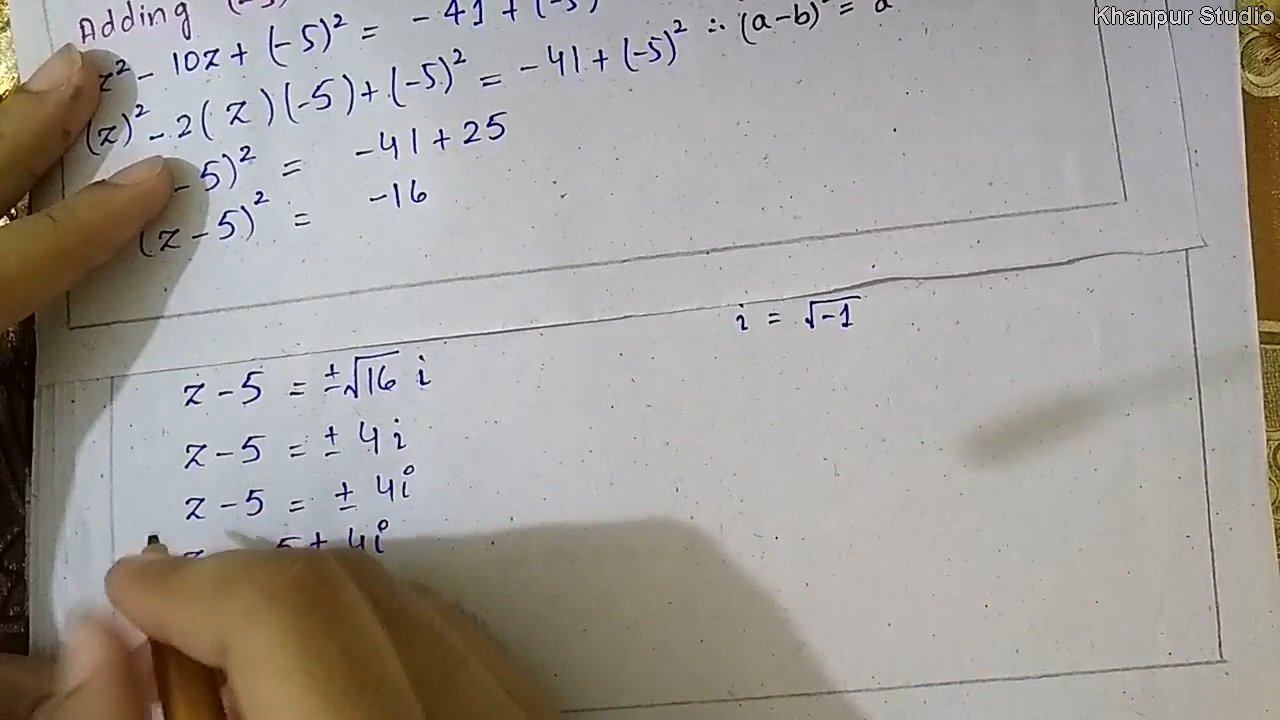 Khanpur Studio
Adding (-5)
z² - 10z + (-5)² = -41 + (-5)
(z)² - 2(z)(-5) + (-5)² = -41 + (-5)² ∴ (a-b)² = a
- 5)² = -41 + 25
(z - 5)² = -16
i = √-1
z - 5 = ±√16 i
z - 5 = ± 4i
z - 5 = ± 4i
z 5 ± 4i